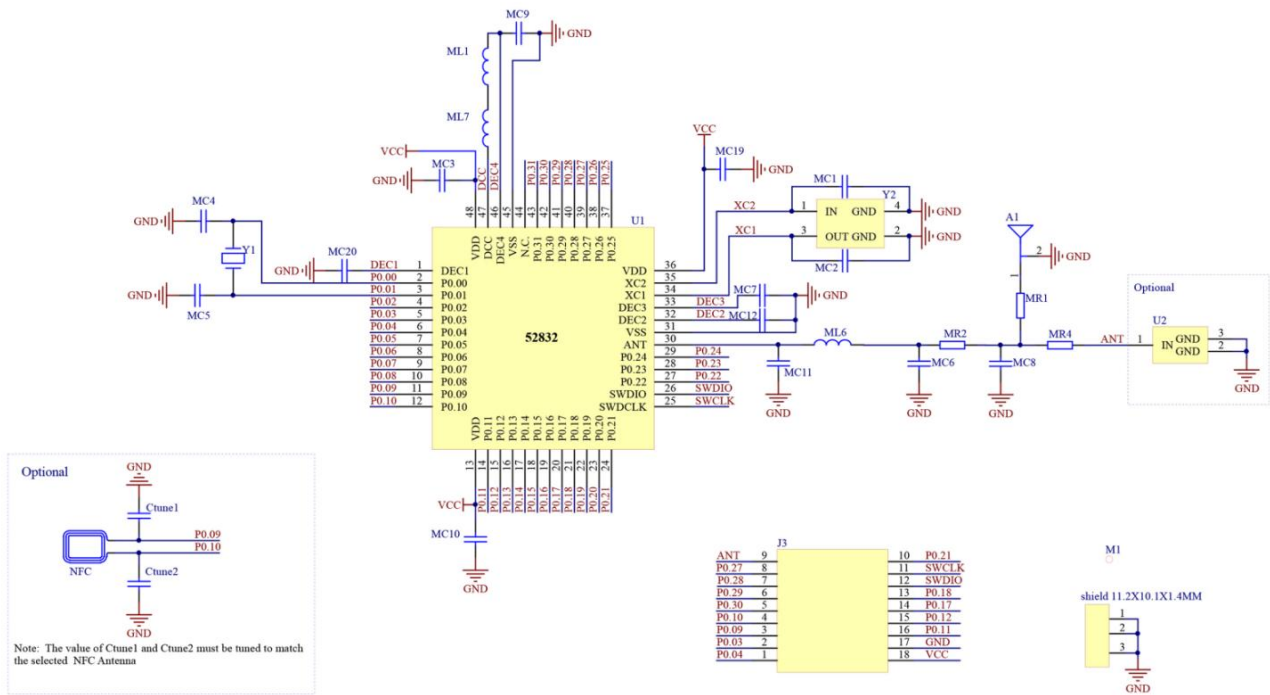 MC9
GND
ML1
ML7
VCC
MC3
GND
DCC
DEC4
P0.31
P0.30
P0.29
P0.28
P0.27
P0.26
P0.25
48
47
46
45
44
43
42
41
40
39
38
37
U1
VDD
DCC
DEC4
VSS
N.C.
P0.31
P0.30
P0.29
P0.28
P0.27
P0.26
P0.25
MC4
GND
Y1
MC20
GND
GND
MC5
DEC1 1 DEC1
P0.00 2 P0.00
P0.01 3 P0.01
P0.02 4 P0.02
P0.03 5 P0.03
P0.04 6 P0.04
P0.05 7 P0.05
P0.06 8 P0.06
P0.07 9 P0.07
P0.08 10 P0.08
P0.09 11 P0.09
P0.10 12 P0.10
52832
VDD 36
XC2 35
XC1 34
DEC3 33 DEC3
DEC2 32 DEC2
VSS 31
ANT 30
P0.24 29 P0.24
P0.23 28 P0.23
P0.22 27 P0.22
SWDIO 26 SWDIO
SWDCLK 25 SWCLK
VDD
P0.11
P0.12
P0.13
P0.14
P0.15
P0.16
P0.17
P0.18
P0.19
P0.20
P0.21
13
14
15
16
17
18
19
20
21
22
23
24
P0.11
P0.12
P0.13
P0.14
P0.15
P0.16
P0.17
P0.18
P0.19
P0.20
P0.21
VCC
MC10
GND
VCC
MC19
GND
MC1
Y2
XC2
1 IN GND 4
GND
XC1
3 OUT GND 2
GND
MC2
MC7
GND
MC12
A1
2
GND
1
MR1
ML6
MR2
MR4
MC11
MC6
MC8
GND
GND
GND
ANT
Optional
U2
1 IN GND 3
GND 2
GND
Optional
GND
Ctune1
P0.09
P0.10
NFC
Ctune2
GND
Note: The value of Ctune1 and Ctune2 must be tuned to match
the selected NFC Antenna
J3
ANT 9 10 P0.21
P0.27 8 11 SWCLK
P0.28 7 12 SWDIO
P0.29 6 13 P0.18
P0.30 5 14 P0.17
P0.10 4 15 P0.12
P0.09 3 16 P0.11
P0.03 2 17 GND
P0.04 1 18 VCC
M1
shield 11.2X10.1X1.4MM
1
2
3
GND